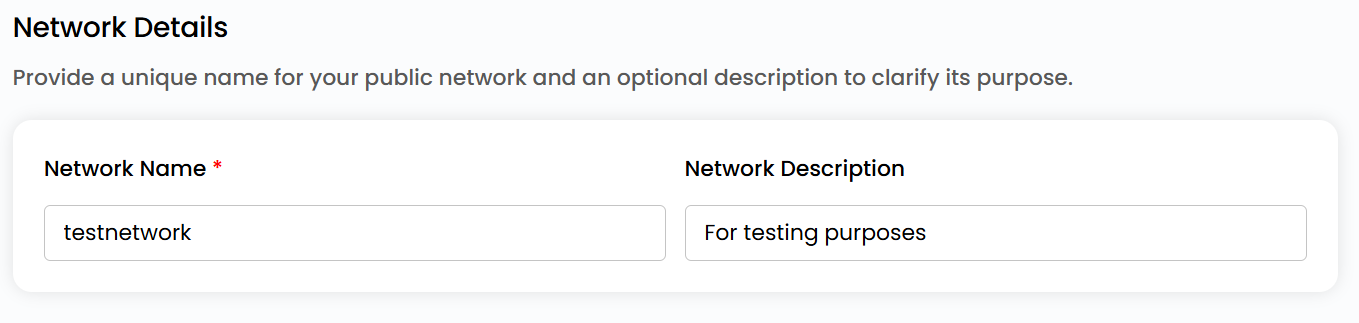 Network Details
Provide a unique name for your public network and an optional description to clarify its purpose.
Network Name *
Network Description
testnetwork
For testing purposes